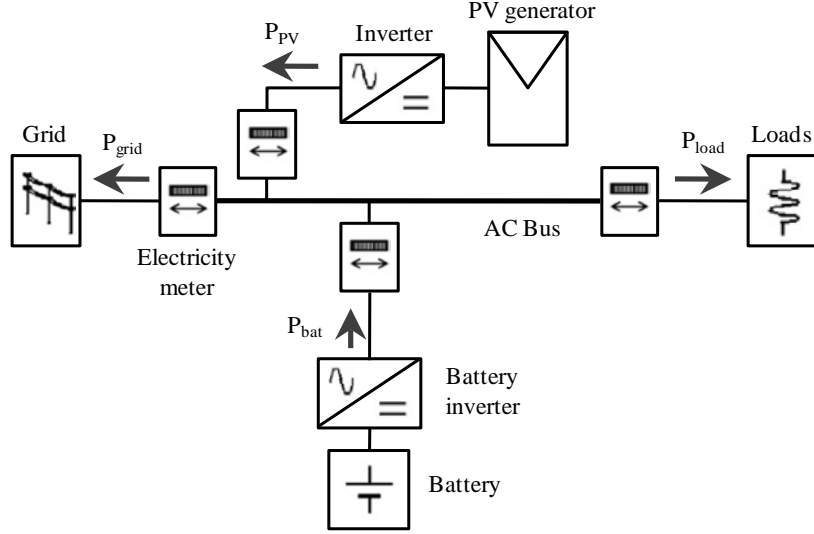 PV generator
Inverter
P_PV
Grid
P_grid
P_load
Loads
AC Bus
Electricity
meter
P_bat
Battery
inverter
Battery